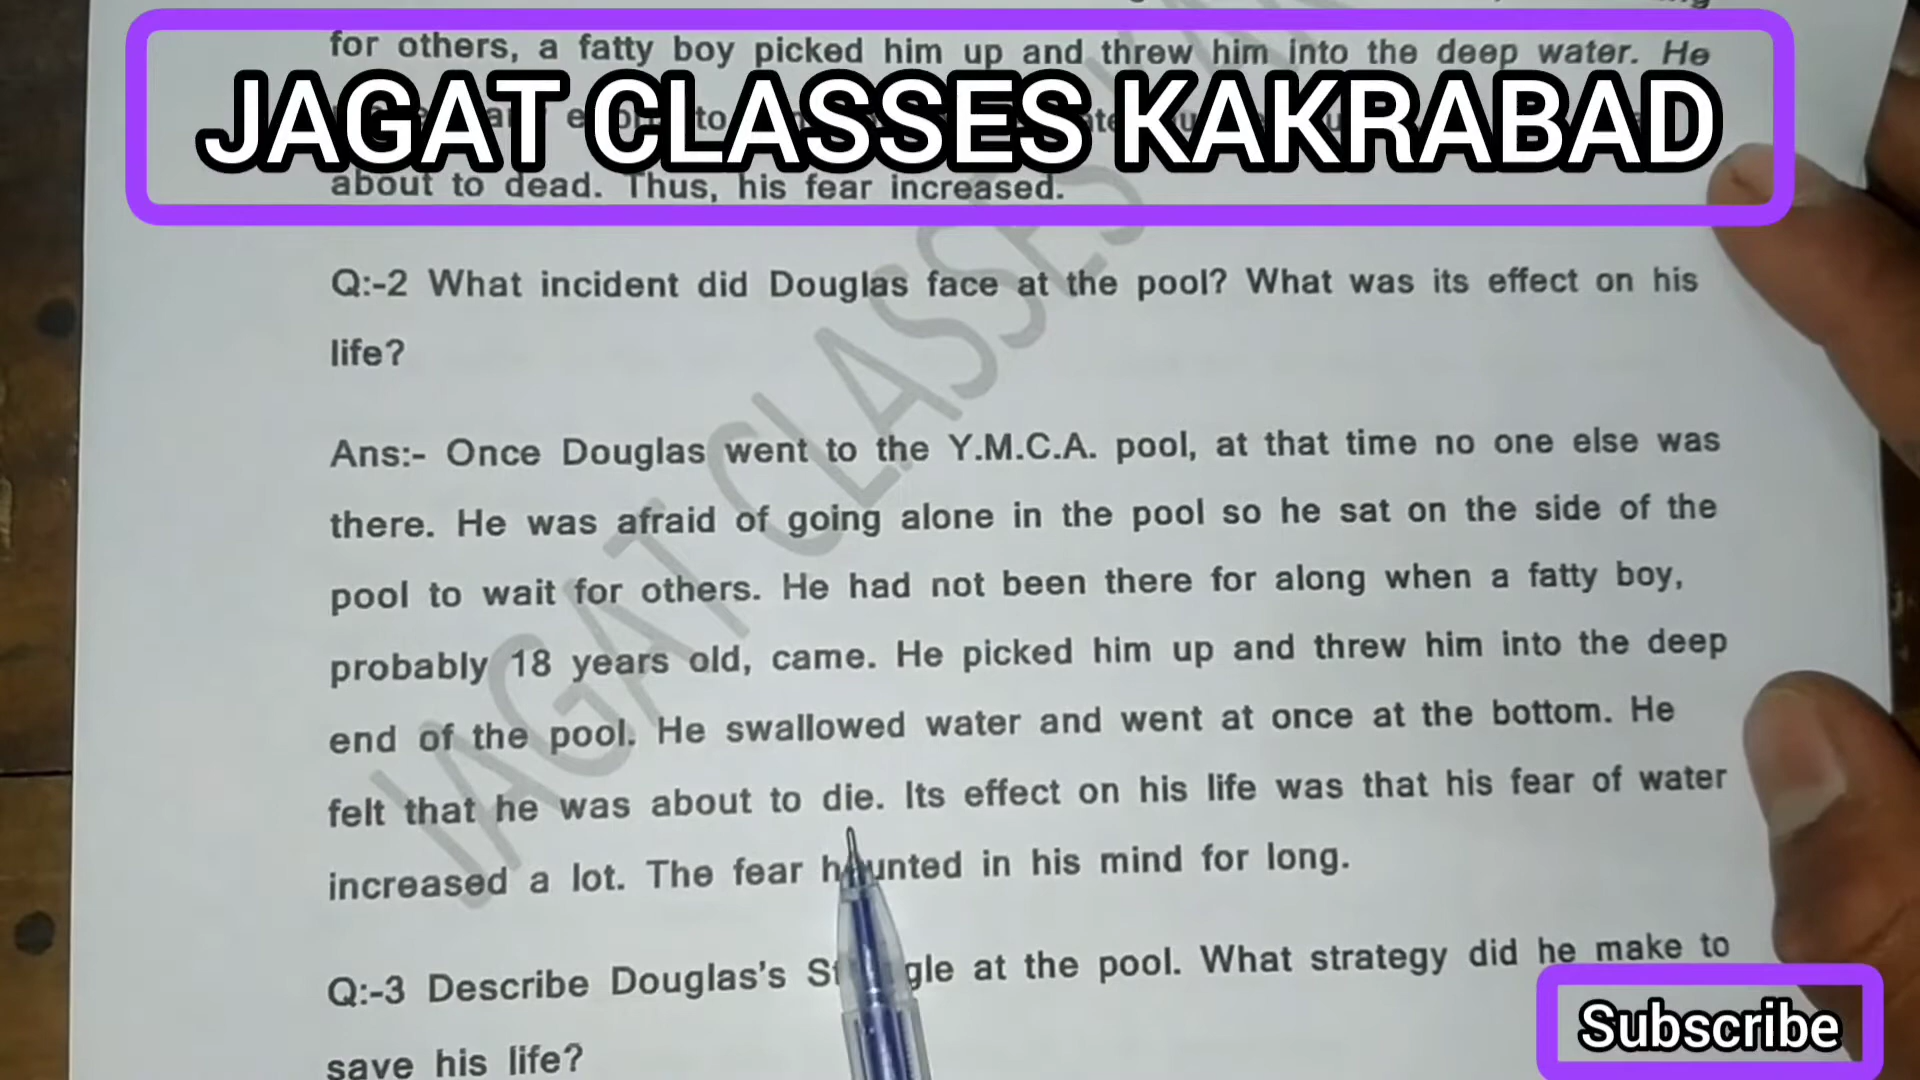 for others, a fatty boy picked him up and threw him into the deep water. He
JAGAT CLASSES KAKRABAD
about to dead. Thus, his fear increased.
Q:-2 What incident did Douglas face at the pool? What was its effect on his
life?
Ans:- Once Douglas went to the Y.M.C.A. pool, at that time no one else was
there. He was afraid of going alone in the pool so he sat on the side of the
pool to wait for others. He had not been there for along when a fatty boy,
probably 18 years old, came. He picked him up and threw him into the deep
end of the pool. He swallowed water and went at once at the bottom. He
felt that he was about to die. Its effect on his life was that his fear of water
increased a lot. The fear haunted in his mind for long.
Q:-3 Describe Douglas's Struggle at the pool. What strategy did he make to
save his life?
Subscribe
JAGAT CLASSES